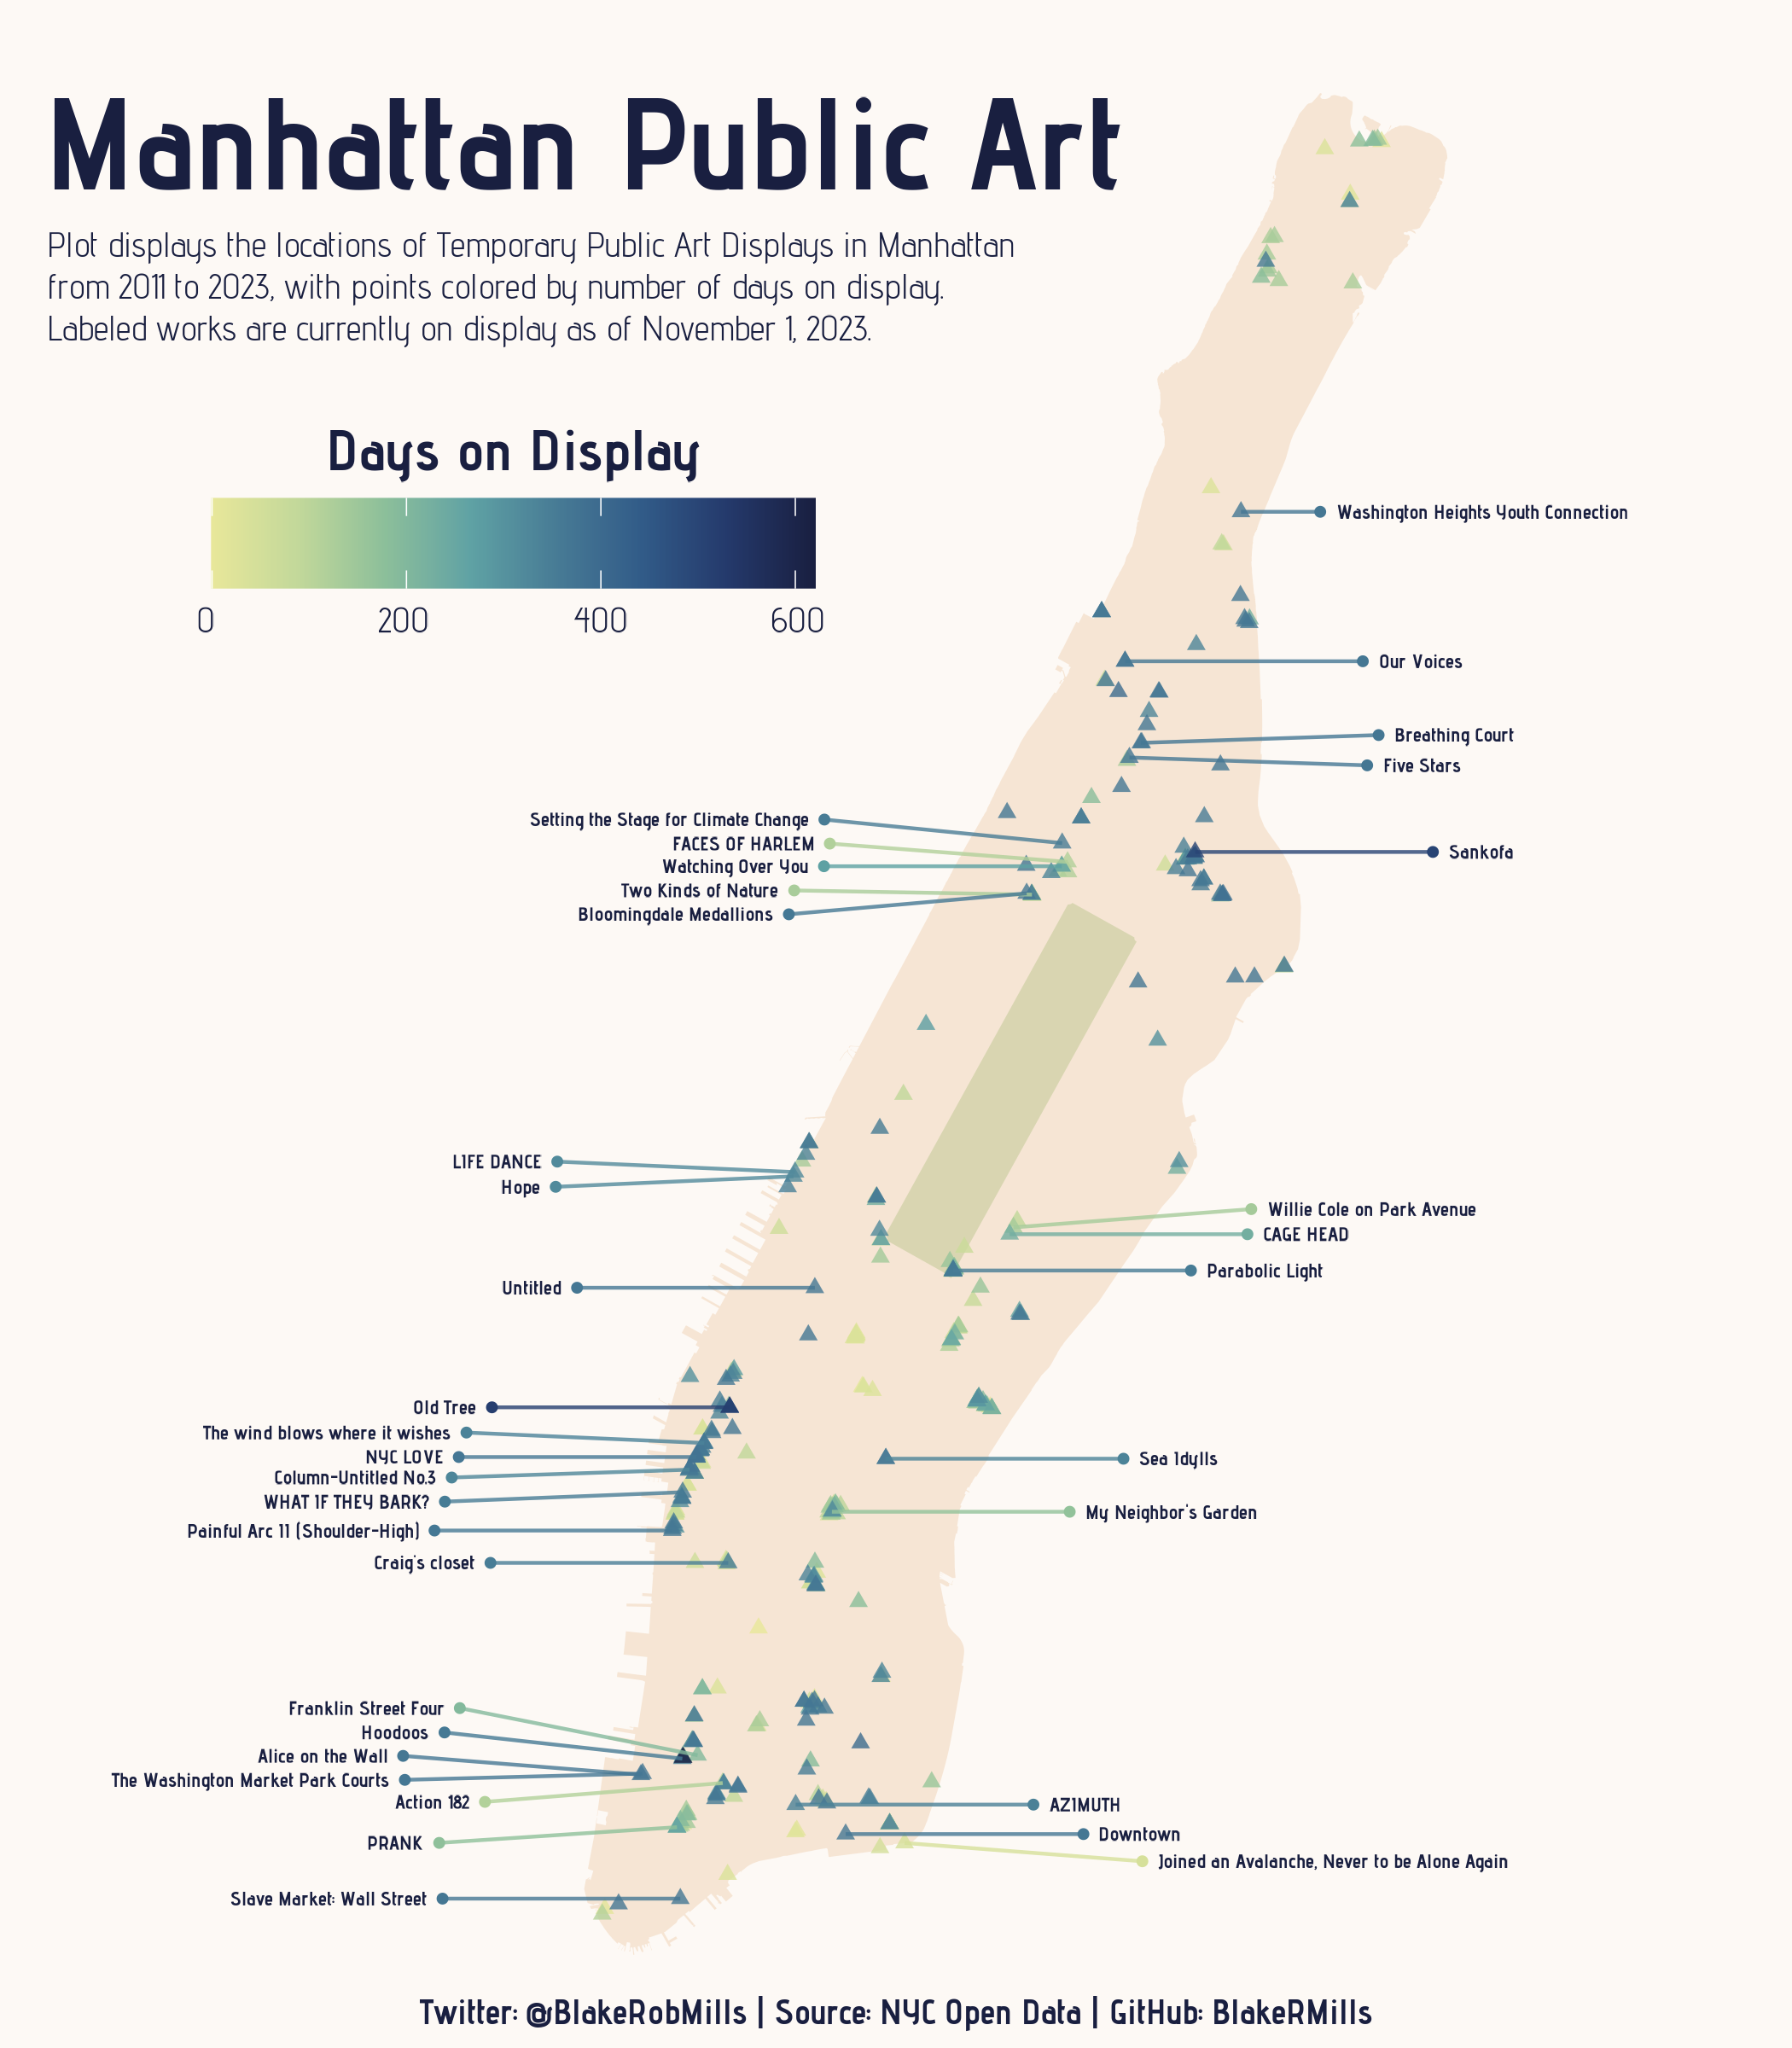 Manhattan Public Art
Plot displays the locations of Temporary Public Art Displays in Manhattan
from 2011 to 2023, with points colored by number of days on display.
Labeled works are currently on display as of November 1, 2023.
Days on Display
0 200 400 600
Washington Heights Youth Connection
Our Voices
Breathing Court
Five Stars
Setting the Stage for Climate Change
FACES OF HARLEM
Watching Over You
Two Kinds of Nature
Bloomingdale Medallions
Sankofa
LIFE DANCE
Hope
Willie Cole on Park Avenue
CAGE HEAD
Parabolic Light
Untitled
Old Tree
The wind blows where it wishes
NYC LOVE
Column-Untitled No.3
WHAT IF THEY BARK?
Painful Arc II (Shoulder-High)
Craig's closet
Sea Idylls
My Neighbor's Garden
Franklin Street Four
Hoodoos
Alice on the Wall
The Washington Market Park Courts
Action 182
PRANK
Slave Market: Wall Street
AZIMUTH
Downtown
Joined an Avalanche, Never to be Alone Again
Twitter: @BlakeRobMills | Source: NYC Open Data | GitHub: BlakeRMills